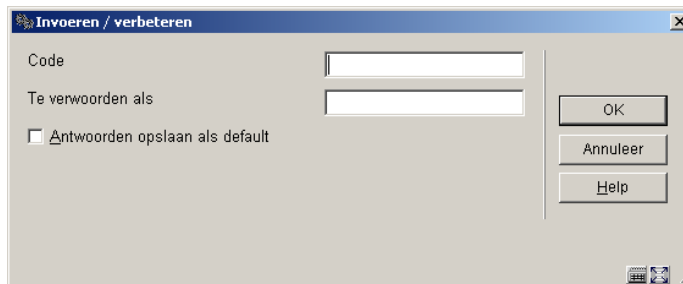 Invoeren / verbeteren
Code
Te verwoorden als
Antwoorden opslaan als default
OK
Annuleer
Help